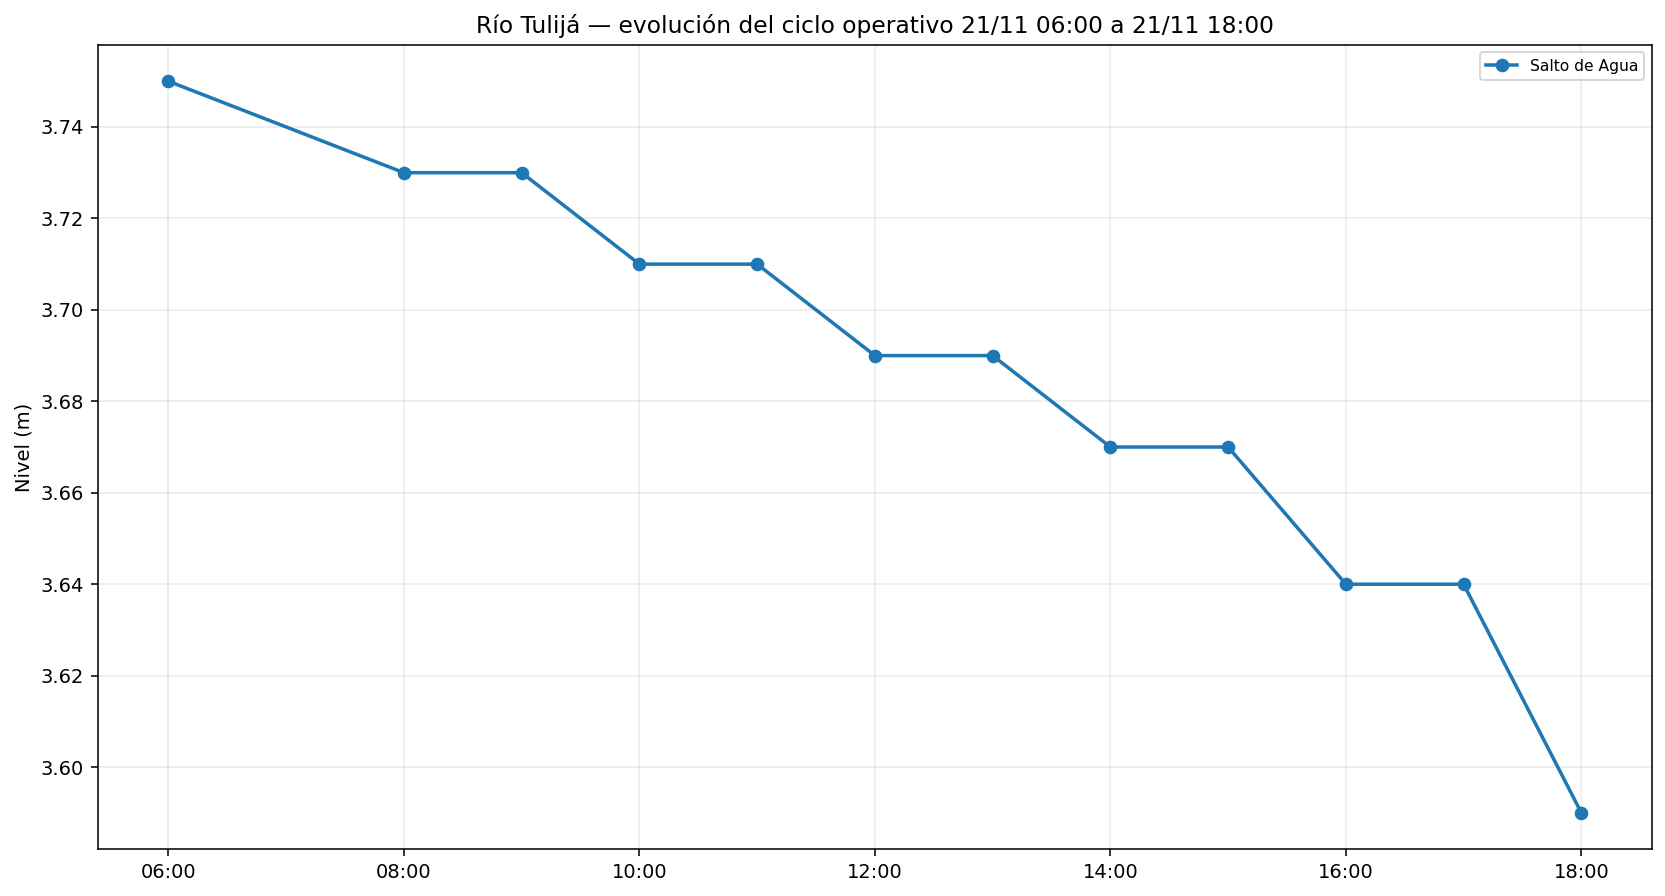 Río Tulijá — evolución del ciclo operativo 21/11 06:00 a 21/11 18:00
Salto de Agua
Nivel (m)
3.74
3.72
3.70
3.68
3.66
3.64
3.62
3.60
06:00 08:00 10:00 12:00 14:00 16:00 18:00